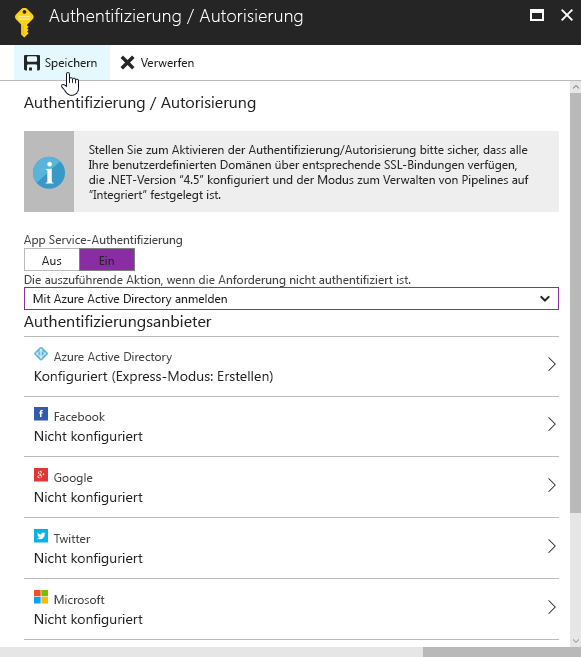 Authentifizierung / Autorisierung
Speichern
Verwerfen
Authentifizierung / Autorisierung
Stellen Sie zum Aktivieren der Authentifizierung/Autorisierung bitte sicher, dass alle
Ihre benutzerdefinierten Domänen über entsprechende SSL-Bindungen verfügen,
die .NET-Version "4.5" konfiguriert und der Modus zum Verwalten von Pipelines auf
"Integriert" festgelegt ist.
App Service-Authentifizierung
Aus
Ein
Die auszuführende Aktion, wenn die Anforderung nicht authentifiziert ist.
Mit Azure Active Directory anmelden
Authentifizierungsanbieter
Azure Active Directory
Konfiguriert (Express-Modus: Erstellen)
Facebook
Nicht konfiguriert
Google
Nicht konfiguriert
Twitter
Nicht konfiguriert
Microsoft
Nicht konfiguriert